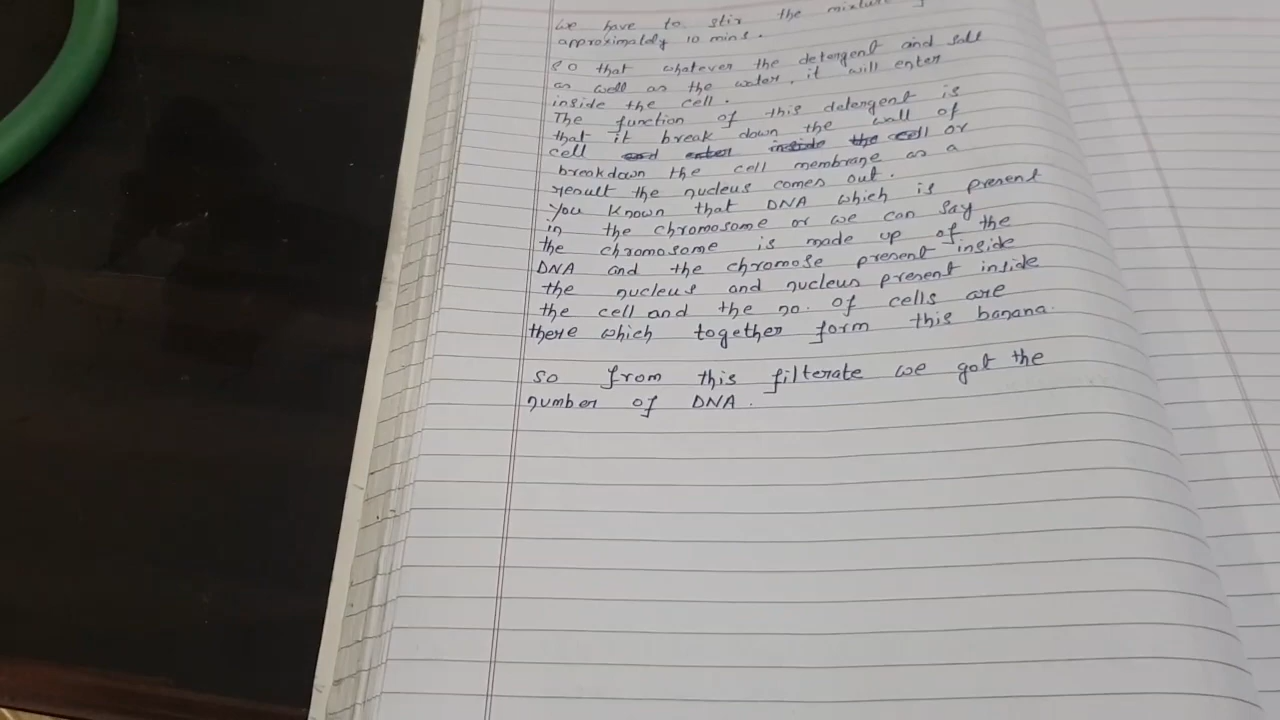 we have to stir the mixture
approximately 10 mins.
so that whatever the detergent and salt
as well as the water, it will enter
inside the cell.
The function of this detergent is
that it break down the wall of
cell and enter inside the cell or
breakdown the cell membrane as a
result the nucleus comes out.
You known that DNA which is present
in the chromosome or we can say
the chromosome is made up of the
DNA and the chromose present inside
the nucleus and nucleus present inside
the cell and the no. of cells are
there which together form this banana.
so from this filterate we got the
number of DNA.